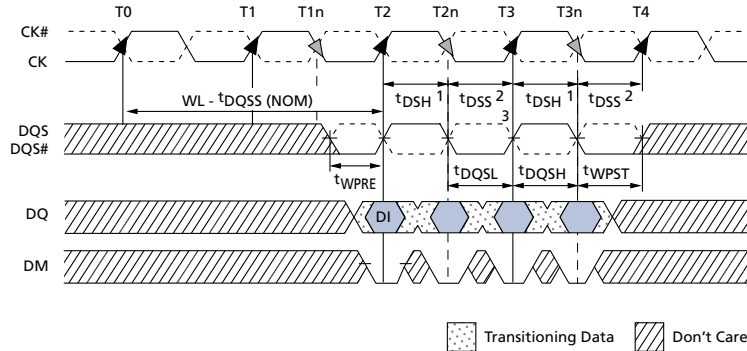 T0 T1 T1n T2 T2n T3 T3n T4
CK#
CK
tDSH 1 tDSS 2 tDSH 1 tDSS 2
WL - tDQSS (NOM)
3
DQS
DQS#
tWPRE
tDQSL tDQSH tWPST
DQ
DI
DM
Transitioning Data
Don't Care